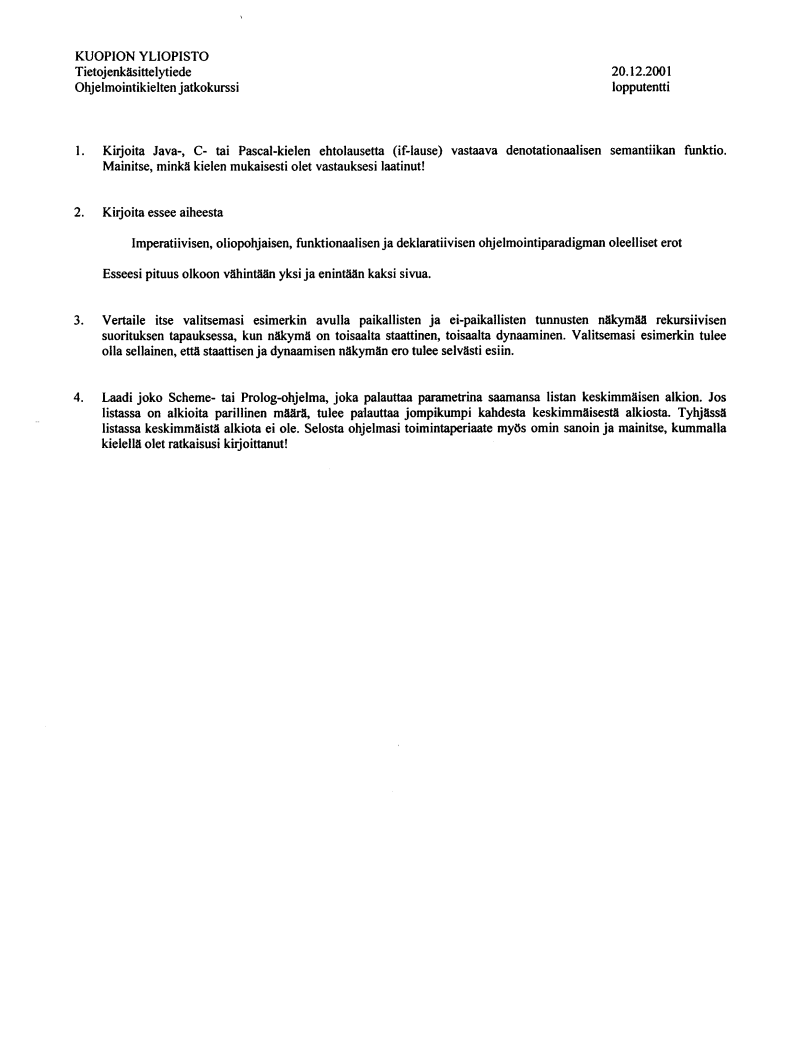 KUOPION YLIOPISTO
Tietojenkäsittelytiede 20.12.2001
Ohjelmointikielten jatkokurssi lopputentti
1. Kirjoita Java-, C- tai Pascal-kielen ehtolausetta (if-lause) vastaava denotationaalisen semantiikan funktio.
Mainitse, minkä kielen mukaisesti olet vastauksesi laatinut!
2. Kirjoita essee aiheesta
Imperatiivisen, oliopohjaisen, funktionaalisen ja deklaratiivisen ohjelmointiparadigman oleelliset erot
Esseesi pituus olkoon vähintään yksi ja enintään kaksi sivua.
3. Vertaile itse valitsemasi esimerkin avulla paikallisten ja ei-paikallisten tunnusten näkymää rekursiivisen
suorituksen tapauksessa, kun näkymä on toisaalta staattinen, toisaalta dynaaminen. Valitsemasi esimerkin tulee
olla sellainen, että staattisen ja dynaamisen näkymän ero tulee selvästi esiin.
4. Laadi joko Scheme- tai Prolog-ohjelma, joka palauttaa parametrina saamansa listan keskimmäisen alkion. Jos
listassa on alkioita parillinen määrä, tulee palauttaa jompikumpi kahdesta keskimmäisestä alkiosta. Tyhjässä
listassa keskimmäistä alkiota ei ole. Selosta ohjelmasi toimintaperiaate myös omin sanoin ja mainitse, kummalla
kielellä olet ratkaisusi kirjoittanut!